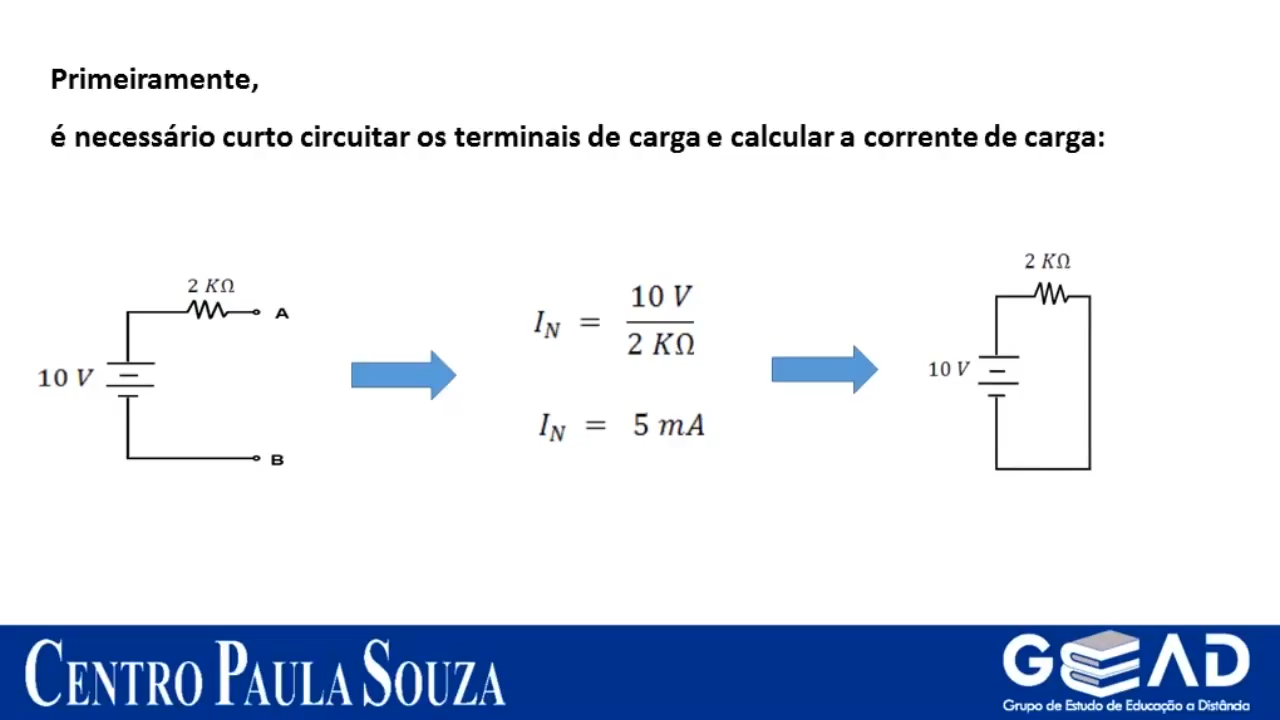 Primeiramente,
é necessário curto circuitar os terminais de carga e calcular a corrente de carga:
2 KΩ
A
10 V
B
I_N = 10 V / 2 KΩ
I_N = 5 mA
2 KΩ
10 V
CENTRO PAULA SOUZA
GEAD
Grupo de Estudo de Educação a Distância